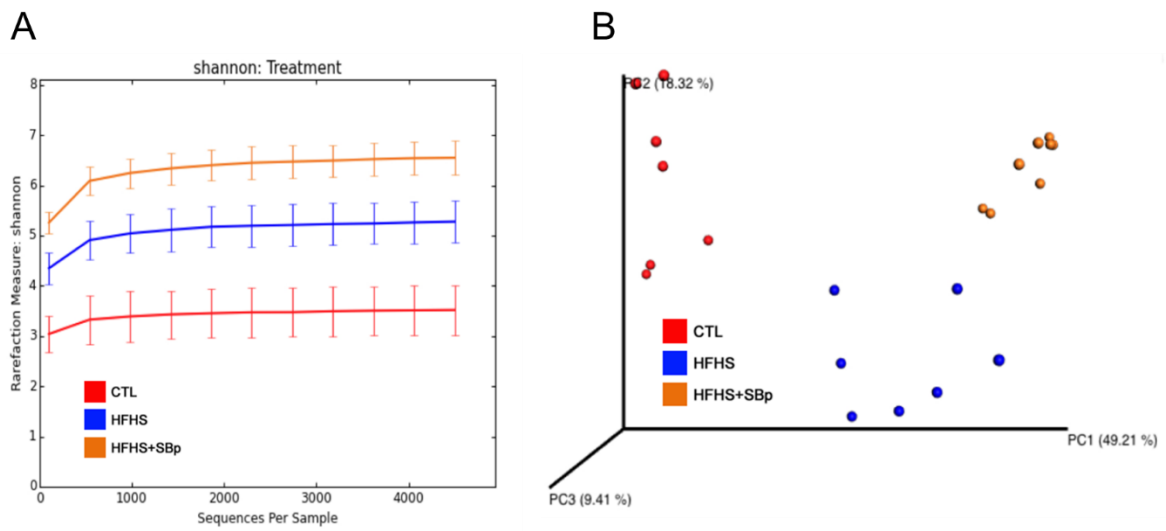 A
shannon: Treatment
Rarefaction Measure: shannon
8
7
6
5
4
3
2
1
0
CTL
HFHS
HFHS+SBp
0 1000 2000 3000 4000
Sequences Per Sample
B
PC2 (18.32 %)
CTL
HFHS
HFHS+SBp
PC1 (49.21 %)
PC3 (9.41 %)